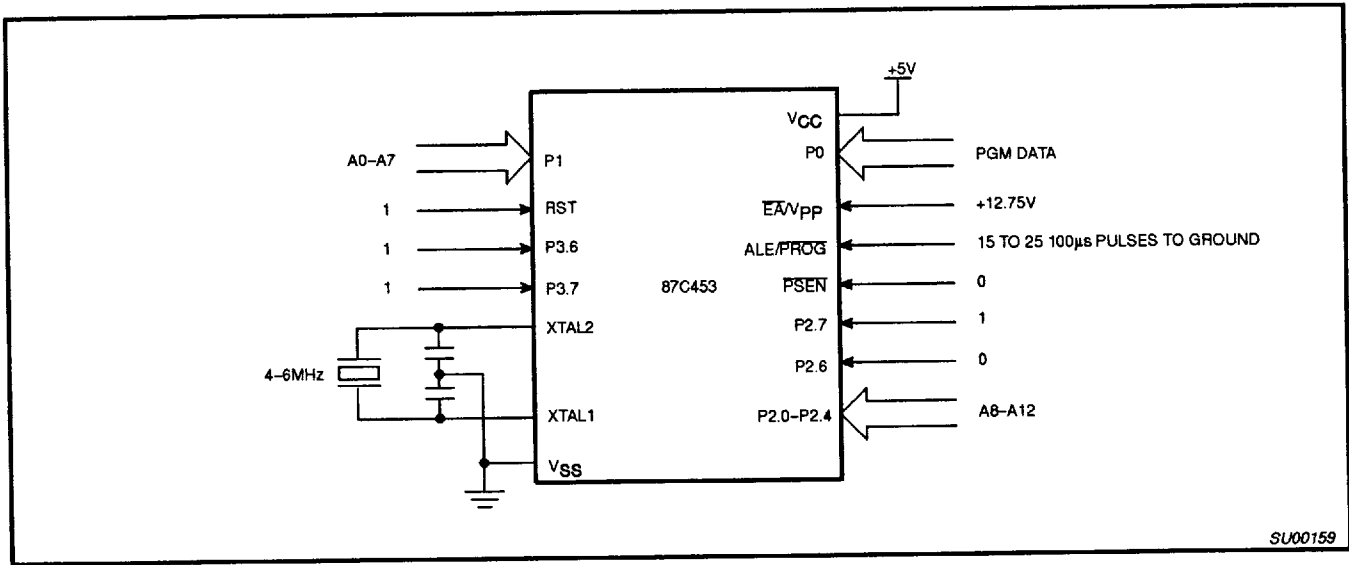 +5V
VCC
A0–A7
P1
P0
PGM DATA
1
RST
EA/VPP
+12.75V
1
P3.6
ALE/PROG
15 TO 25 100µs PULSES TO GROUND
1
P3.7
87C453
PSEN
0
XTAL2
P2.7
1
4–6MHz
P2.6
0
XTAL1
P2.0–P2.4
A8–A12
VSS
SU00159